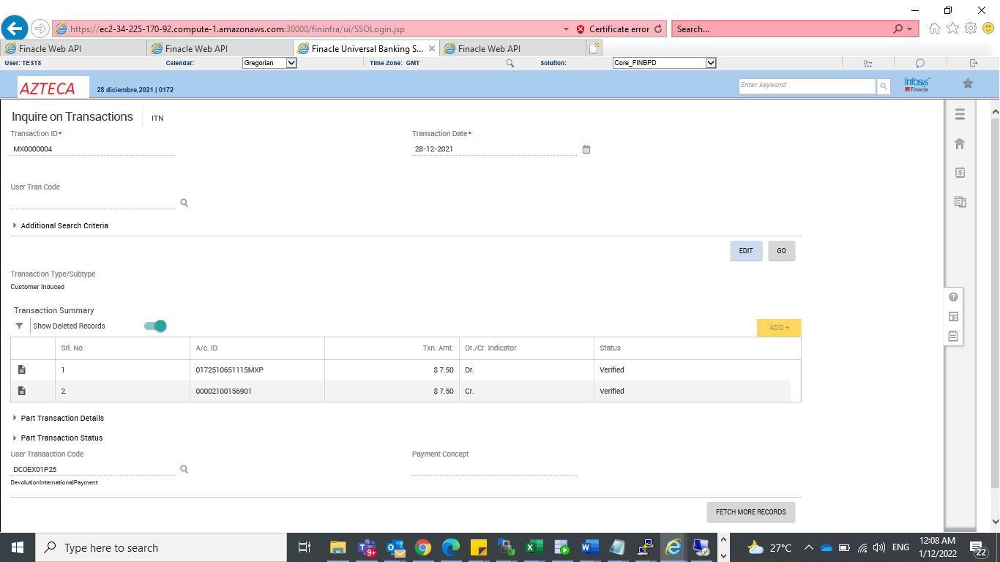 https://ec2-34-225-170-92.compute-1.amazonaws.com:30000/fininfra/ui/SSOLogin.jsp
Certificate error
Search...
Finacle Web API
Finacle Web API
Finacle Universal Banking S...
Finacle Web API
User: TEST8
Calendar:
Gregorian
Time Zone: GMT
Solution:
Core_FINBPD
AZTECA
28 diciembre,2021 | 0172
Enter keyword
Infosys
Finacle
Inquire on Transactions
ITN
Transaction ID*
Transaction Date*
MX0000004
28-12-2021
User Tran Code
Additional Search Criteria
EDIT
GO
Transaction Type/Subtype
Customer Induced
Transaction Summary
Show Deleted Records
ADD +
Srl. No. A/c. ID Txn. Amt. Dr./Cr. Indicator Status
1 0172510651115MXP $ 7.50 Dr. Verified
2 00002100156901 $ 7.50 Cr. Verified
Part Transaction Details
Part Transaction Status
User Transaction Code
Payment Concept
DCOEX01P25
DevolutionInternationalPayment
FETCH MORE RECORDS
Type here to search
9+
27°C
ENG
12:08 AM
1/12/2022
22